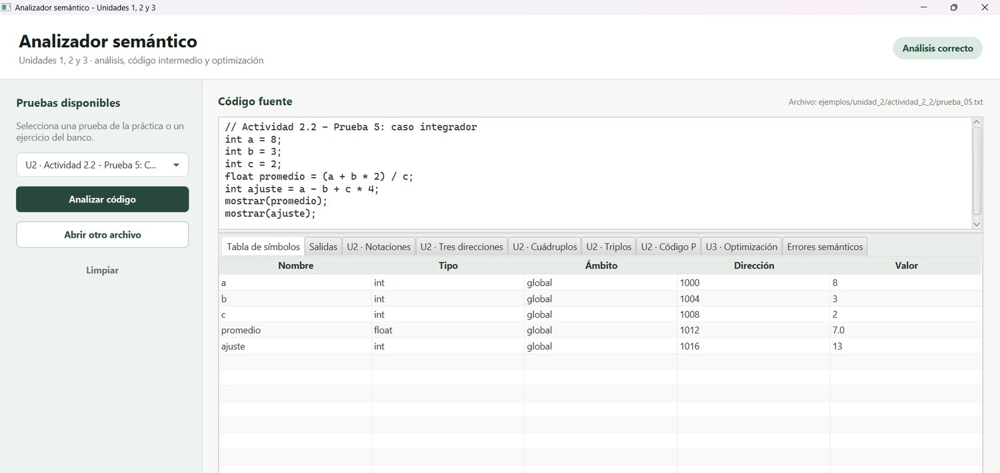 Analizador semántico - Unidades 1, 2 y 3
Analizador semántico
Unidades 1, 2 y 3 · análisis, código intermedio y optimización
Análisis correcto
Pruebas disponibles
Selecciona una prueba de la práctica o un
ejercicio del banco.
U2 · Actividad 2.2 - Prueba 5: C...
Analizar código
Abrir otro archivo
Limpiar
Código fuente
Archivo: ejemplos/unidad_2/actividad_2_2/prueba_05.txt
// Actividad 2.2 – Prueba 5: caso integrador
int a = 8;
int b = 3;
int c = 2;
float promedio = (a + b * 2) / c;
int ajuste = a – b + c * 4;
mostrar(promedio);
mostrar(ajuste);
Tabla de símbolos Salidas U2 · Notaciones U2 · Tres direcciones U2 · Cuádruplos U2 · Triplos U2 · Código P U3 · Optimización Errores semánticos
Nombre Tipo Ámbito Dirección Valor
a int global 1000 8
b int global 1004 3
c int global 1008 2
promedio float global 1012 7.0
ajuste int global 1016 13